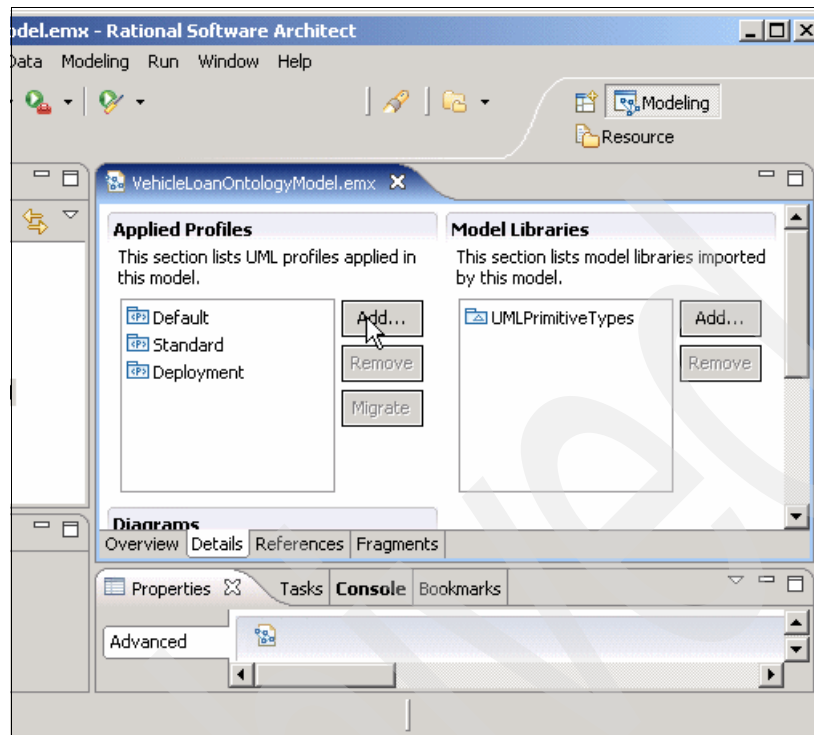 odel.emx - Rational Software Architect
Data Modeling Run Window Help
Modeling
Resource
VehicleLoanOntologyModel.emx
Applied Profiles
This section lists UML profiles applied in
this model.
Default
Standard
Deployment
Add...
Remove
Migrate
Model Libraries
This section lists model libraries imported
by this model.
UMLPrimitiveTypes
Add...
Remove
Diagrams
Overview Details References Fragments
Properties Tasks Console Bookmarks
Advanced